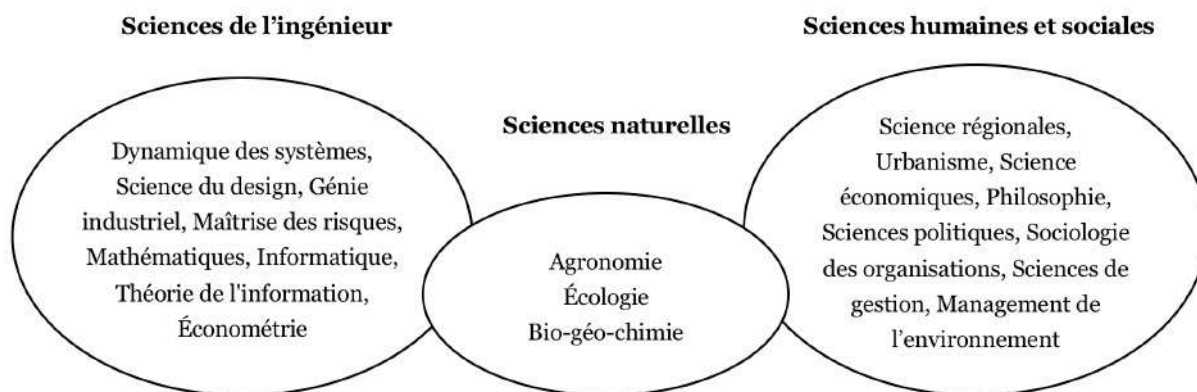 Sciences de l'ingénieur
Dynamique des systèmes,
Science du design, Génie
industriel, Maîtrise des risques,
Mathématiques, Informatique,
Théorie de l'information,
Économétrie
Sciences naturelles
Agronomie
Écologie
Bio-géo-chimie
Sciences humaines et sociales
Science régionales,
Urbanisme, Science
économiques, Philosophie,
Sciences politiques, Sociologie
des organisations, Sciences de
gestion, Management de
l'environnement